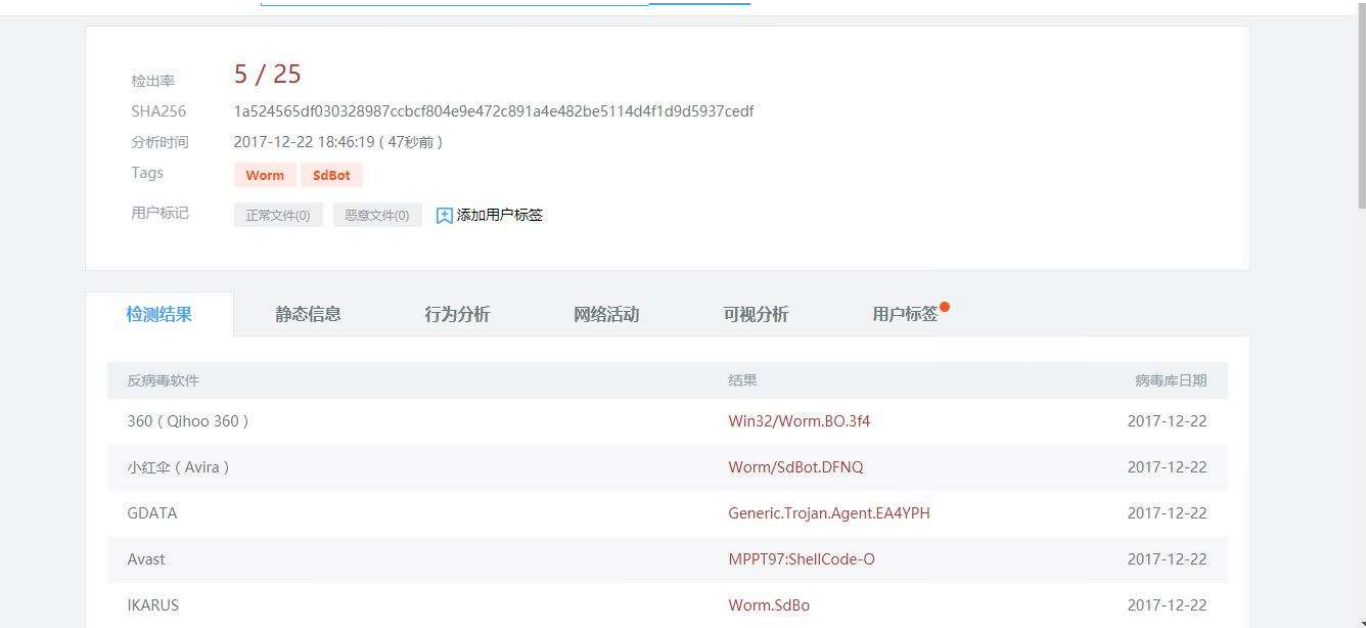 检出率 5 / 25
SHA256 1a524565df030328987ccbcf804e9e472c891a4e482be5114d4f1d9d5937cedf
分析时间 2017-12-22 18:46:19 ( 47秒前 )
Tags Worm SdBot
用户标记 正常文件(0) 恶意文件(0) 添加用户标签
检测结果 静态信息 行为分析 网络活动 可视分析 用户标签
反病毒软件 结果 病毒库日期
360 ( Qihoo 360 ) Win32/Worm.BO.3f4 2017-12-22
小红伞 ( Avira ) Worm/SdBot.DFNQ 2017-12-22
GDATA Generic.Trojan.Agent.EA4YPH 2017-12-22
Avast MPPT97:ShellCode-O 2017-12-22
IKARUS Worm.SdBo 2017-12-22